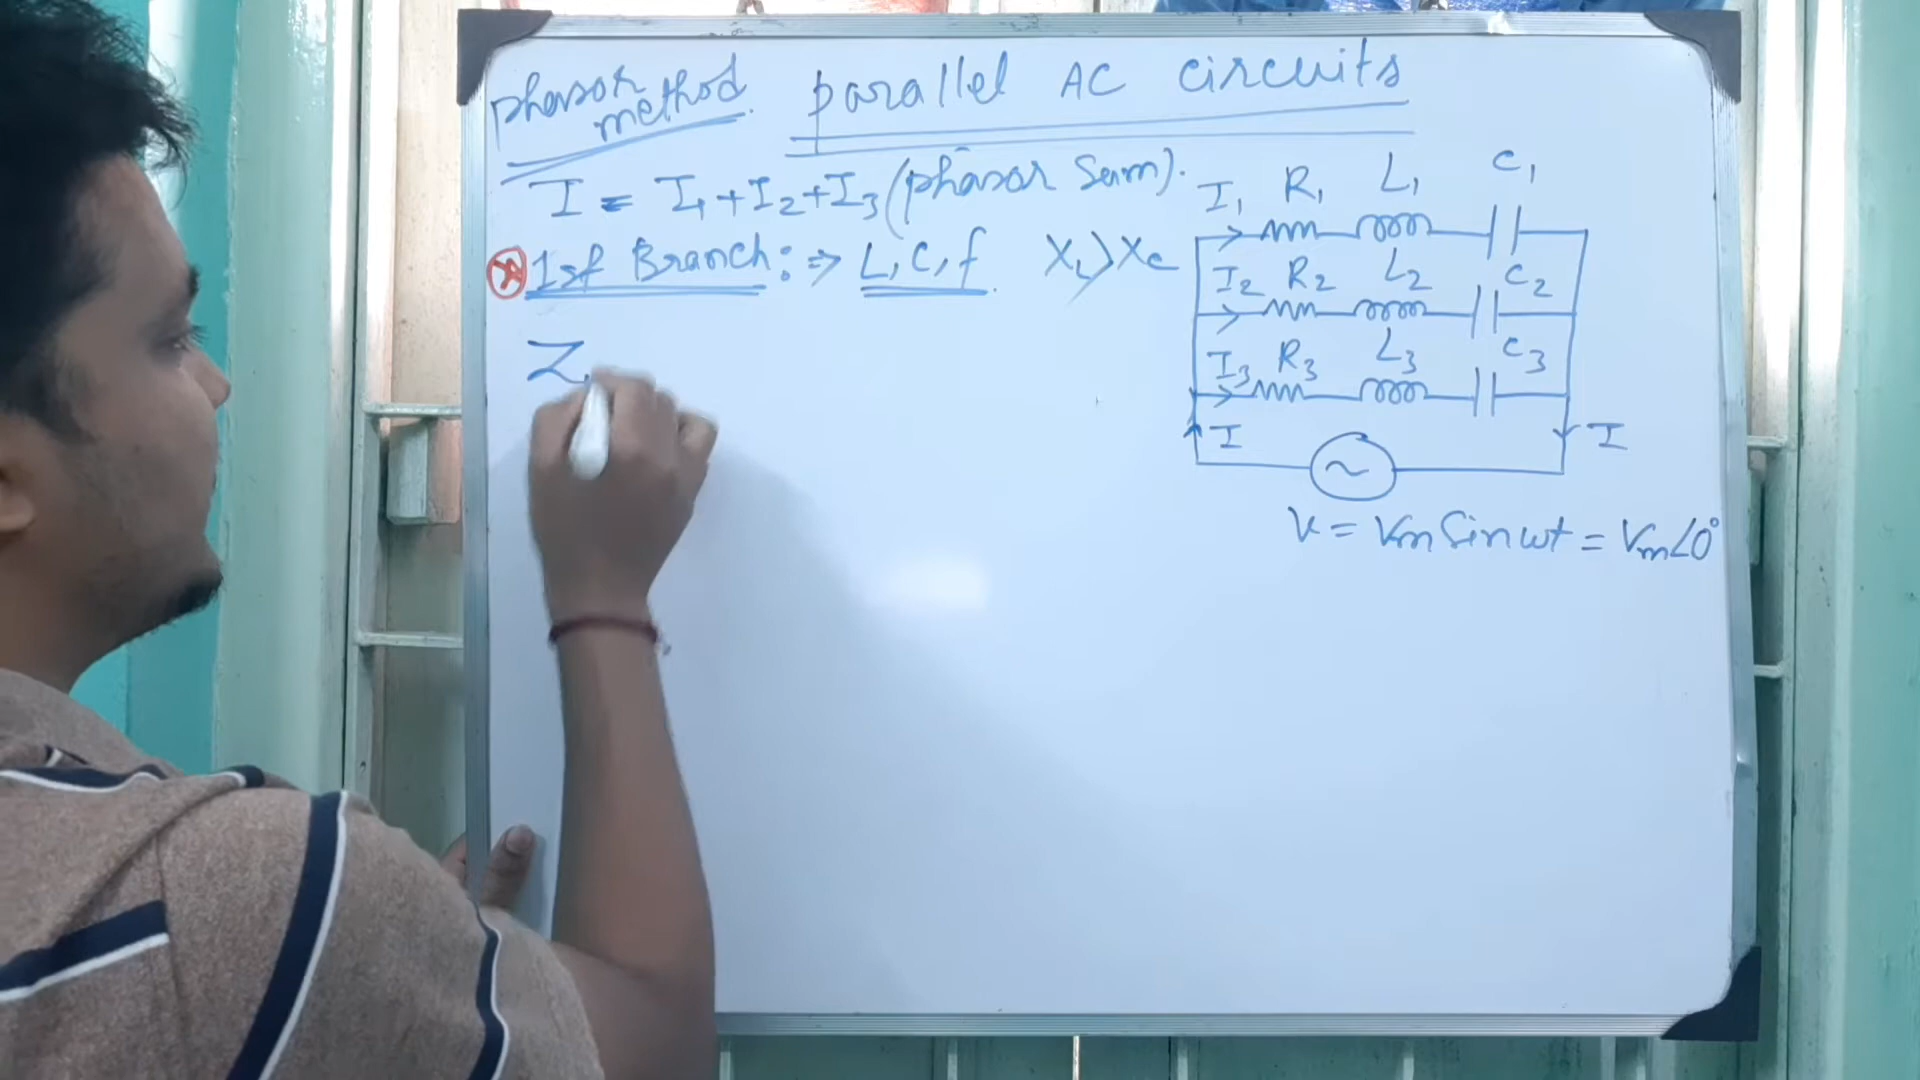 phasor method
parallel AC circuits
I = I1+I2+I3 (phasor Sum).
1st Branch: ⇒ L, C, f XL>XC
Z
I1 R1 L1 C1
I2 R2 L2 C2
I3 R3 L3 C3
I I
~
V = Vm Sin ωt = Vm∠0°